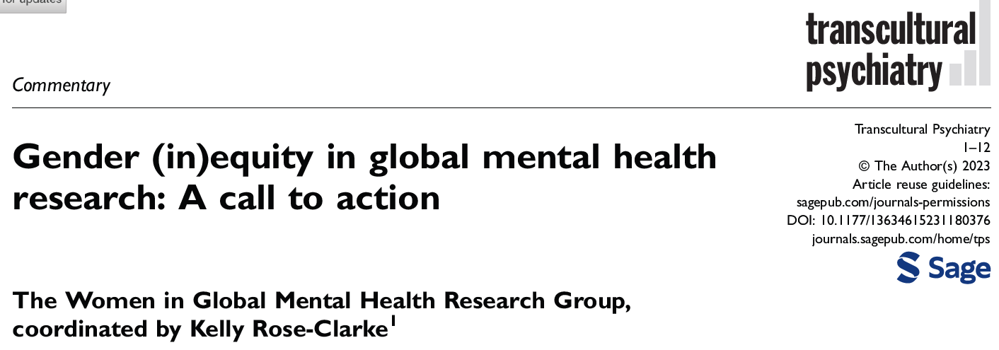 for updates
transcultural
psychiatry
Commentary
Transcultural Psychiatry
1–12
© The Author(s) 2023
Article reuse guidelines:
sagepub.com/journals-permissions
DOI: 10.1177/13634615231180376
journals.sagepub.com/home/tps
Sage
Gender (in)equity in global mental health
research: A call to action
The Women in Global Mental Health Research Group,
coordinated by Kelly Rose-Clarke1